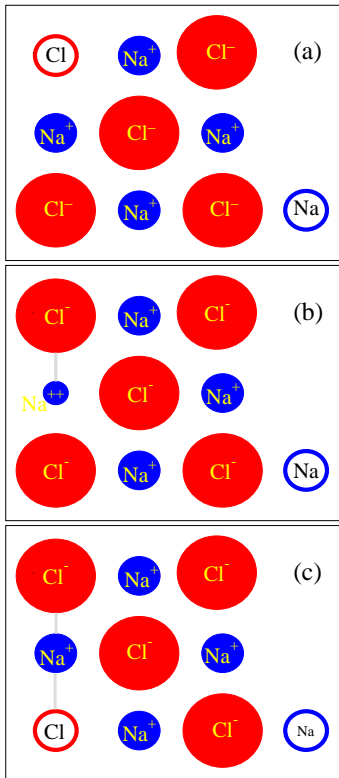 Cl Na⁺ Cl⁻ (a)
Na⁺ Cl⁻ Na⁺
Cl⁻ Na⁺ Cl⁻ Na
Cl⁻ Na⁺ Cl⁻ (b)
Na⁺⁺ Cl⁻ Na⁺
Cl⁻ Na⁺ Cl⁻ Na
Cl⁻ Na⁺ Cl⁻ (c)
Na⁺ Cl⁻ Na⁺
Cl Na⁺ Cl⁻ Na